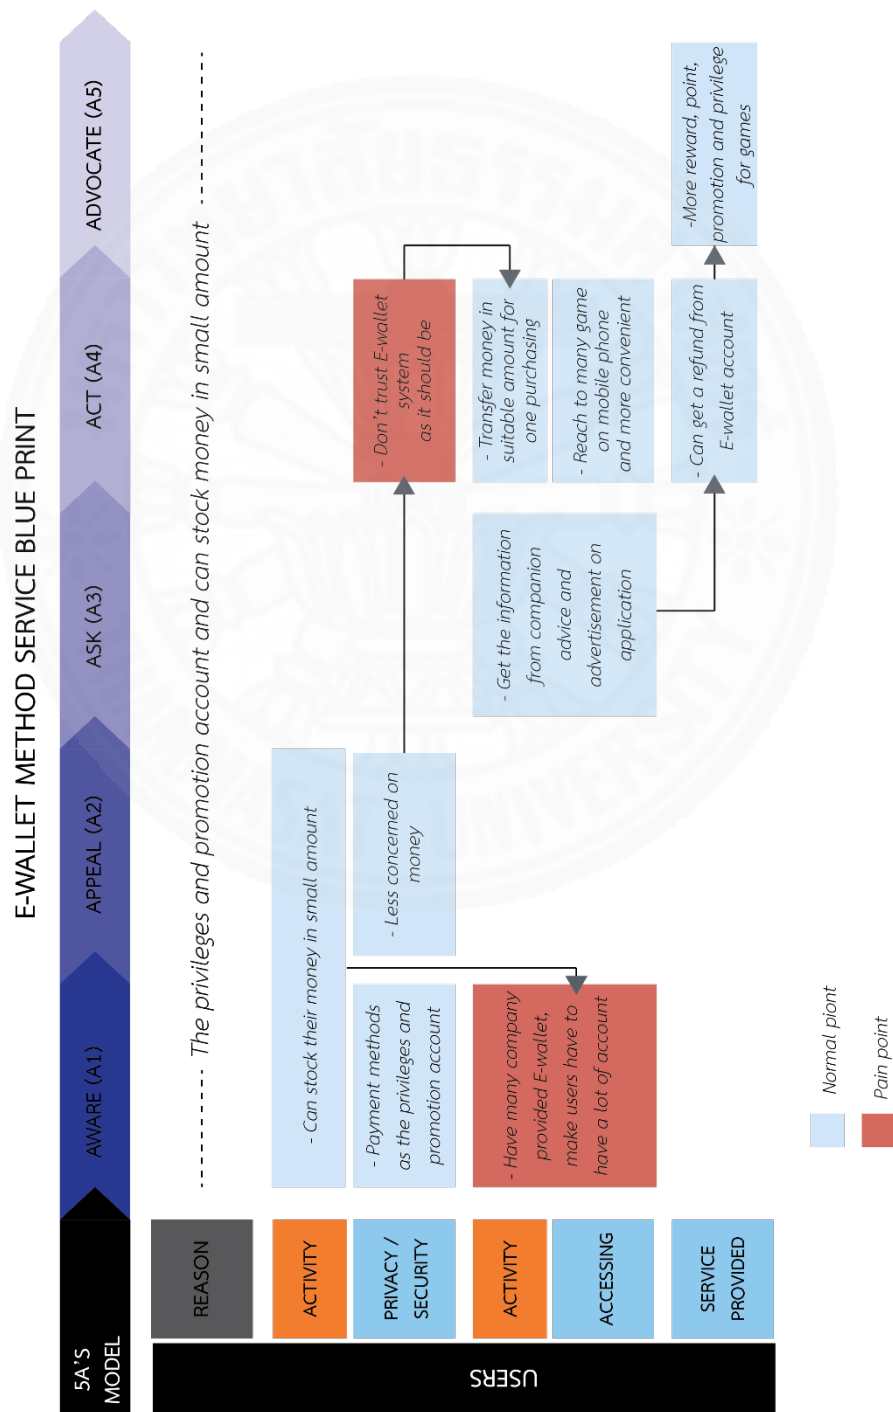 E-WALLET METHOD SERVICE BLUE PRINT
5A'S
MODEL
AWARE (A1)
APPEAL (A2)
ASK (A3)
ACT (A4)
ADVOCATE (A5)
USERS
REASON
The privileges and promotion account and can stock money in small amount
ACTIVITY
- Can stock their money in small amount
PRIVACY /
SECURITY
- Payment methods
as the privileges and
promotion account
- Less concerned on
money
- Don't trust E-wallet
system
as it should be
ACTIVITY
ACCESSING
- Have many company
provided E-wallet,
make users have to
have a lot of account
- Get the information
from companion
advice and
advertisement on
application
- Transfer money in
suitable amount for
one purchasing
- Reach to many game
on mobile phone
and more convenient
SERVICE
PROVIDED
- Can get a refund from
E-wallet account
-More reward, point,
promotion and privilege
for games
Normal piont
Pain point